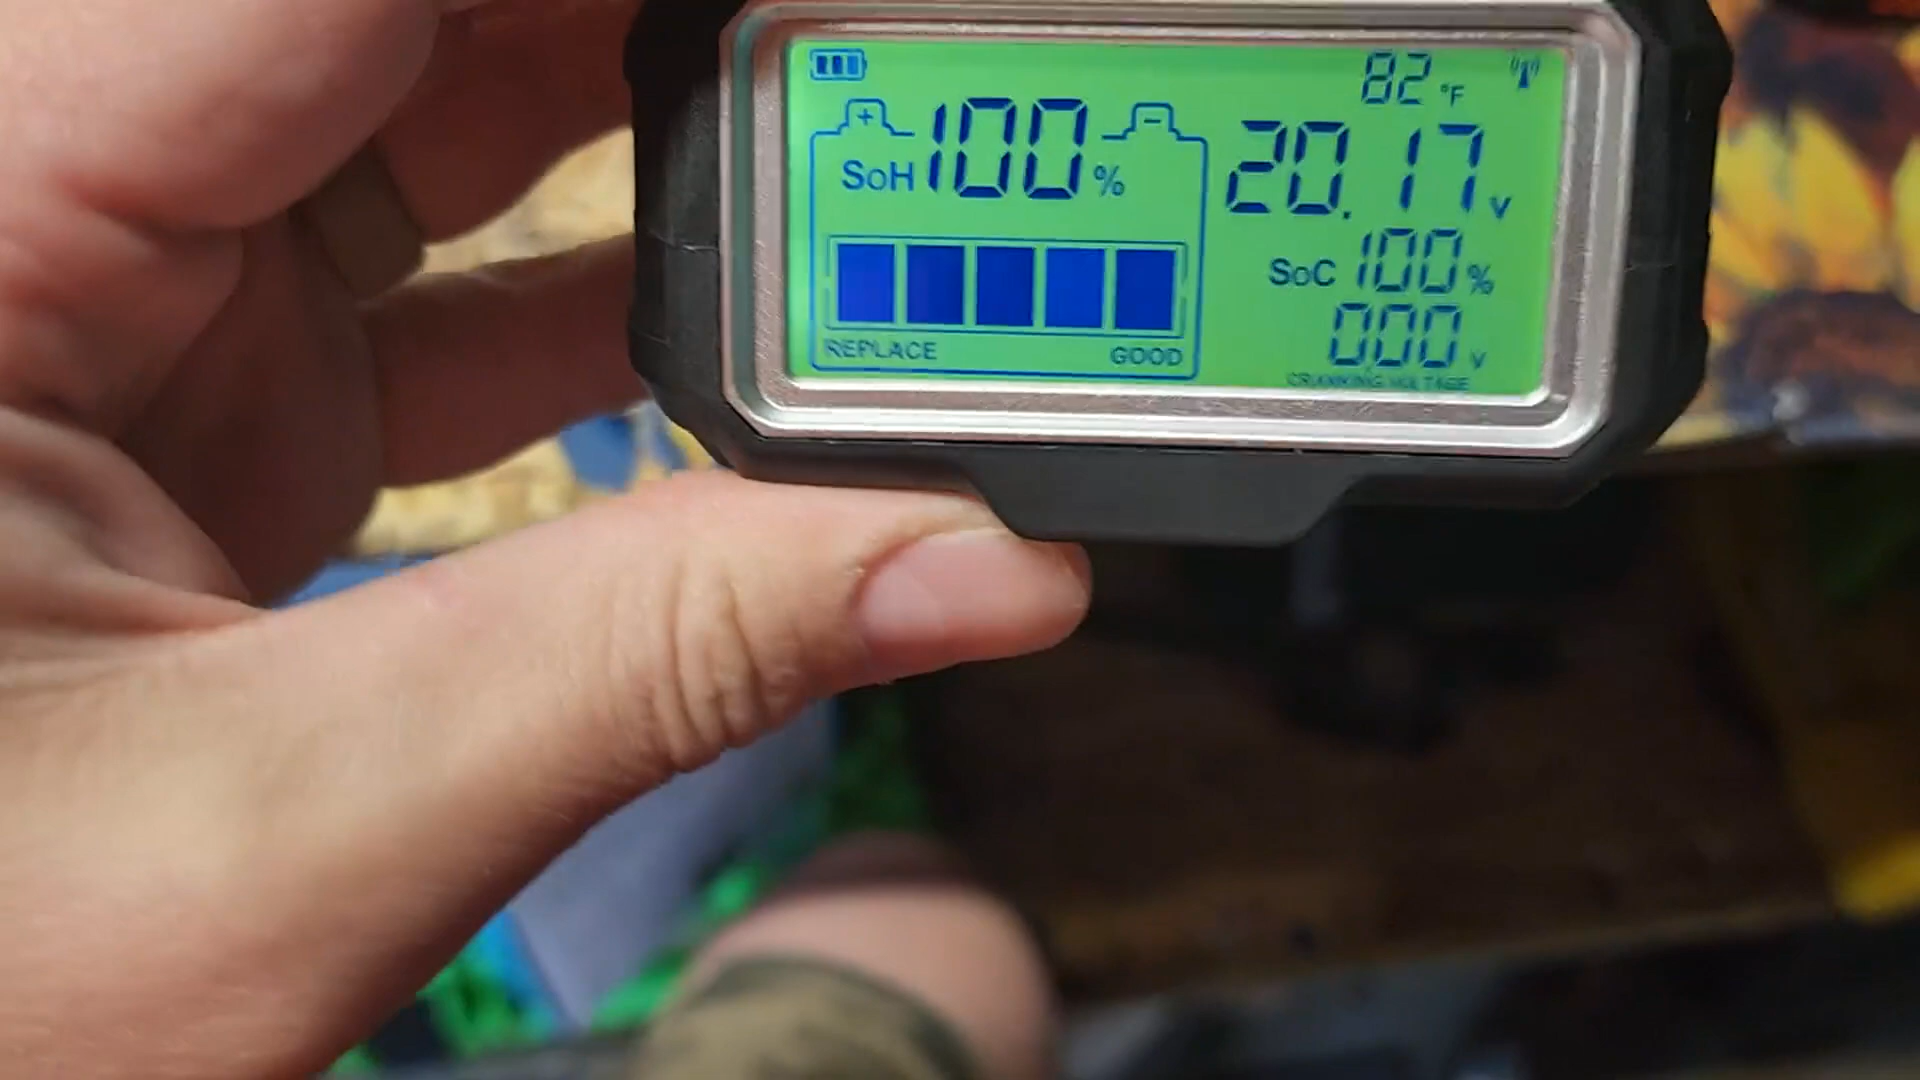 82 °F
+ -
SoH 100 %
20.17 V
SoC 100 %
000 V
REPLACE GOOD
CRANKING VOLTAGE